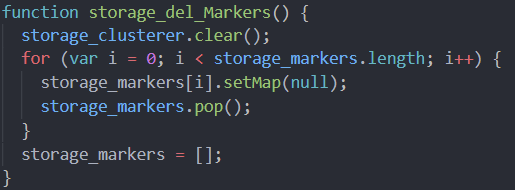 function storage_del_Markers() {
  storage_clusterer.clear();
  for (var i = 0; i < storage_markers.length; i++) {
    storage_markers[i].setMap(null);
    storage_markers.pop();
  }
  storage_markers = [];
}